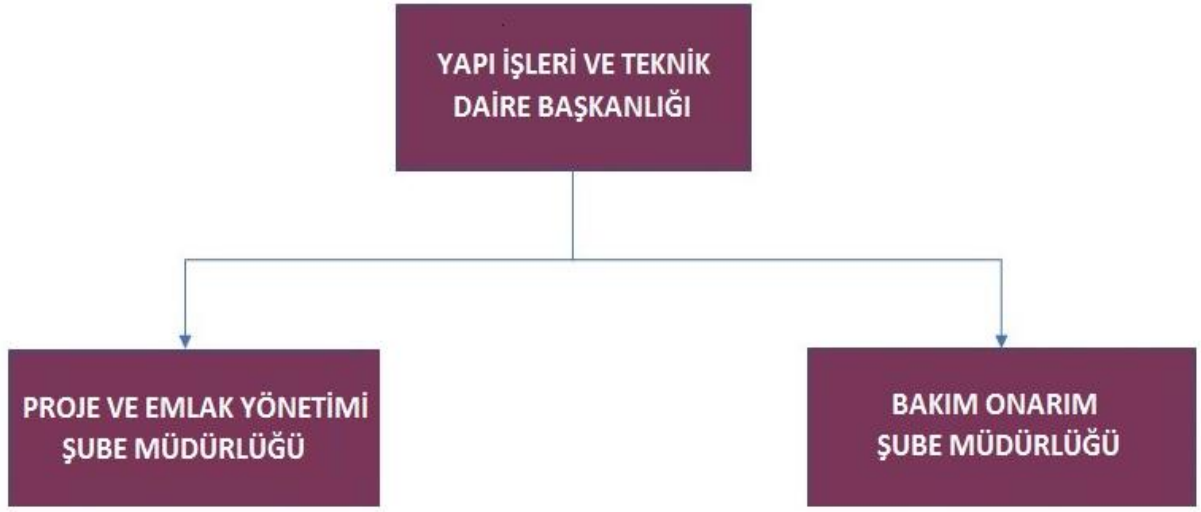 YAPI İŞLERİ VE TEKNİK
DAİRE BAŞKANLIĞI
PROJE VE EMLAK YÖNETİMİ
ŞUBE MÜDÜRLÜĞÜ
BAKIM ONARIM
ŞUBE MÜDÜRLÜĞÜ